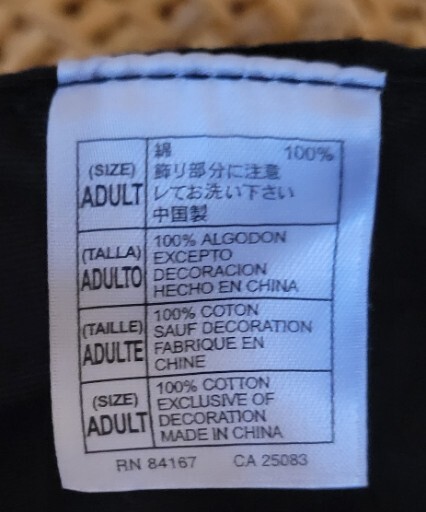 (SIZE)
ADULT
綿 100%
飾り部分に注意
してお洗い下さい
中国製
(TALLA)
ADULTO
100% ALGODON
EXCEPTO
DECORACION
HECHO EN CHINA
(TAILLE)
ADULTE
100% COTON
SAUF DECORATION
FABRIQUE EN
CHINE
(SIZE)
ADULT
100% COTTON
EXCLUSIVE OF
DECORATION
MADE IN CHINA
RN 84167 CA 25083